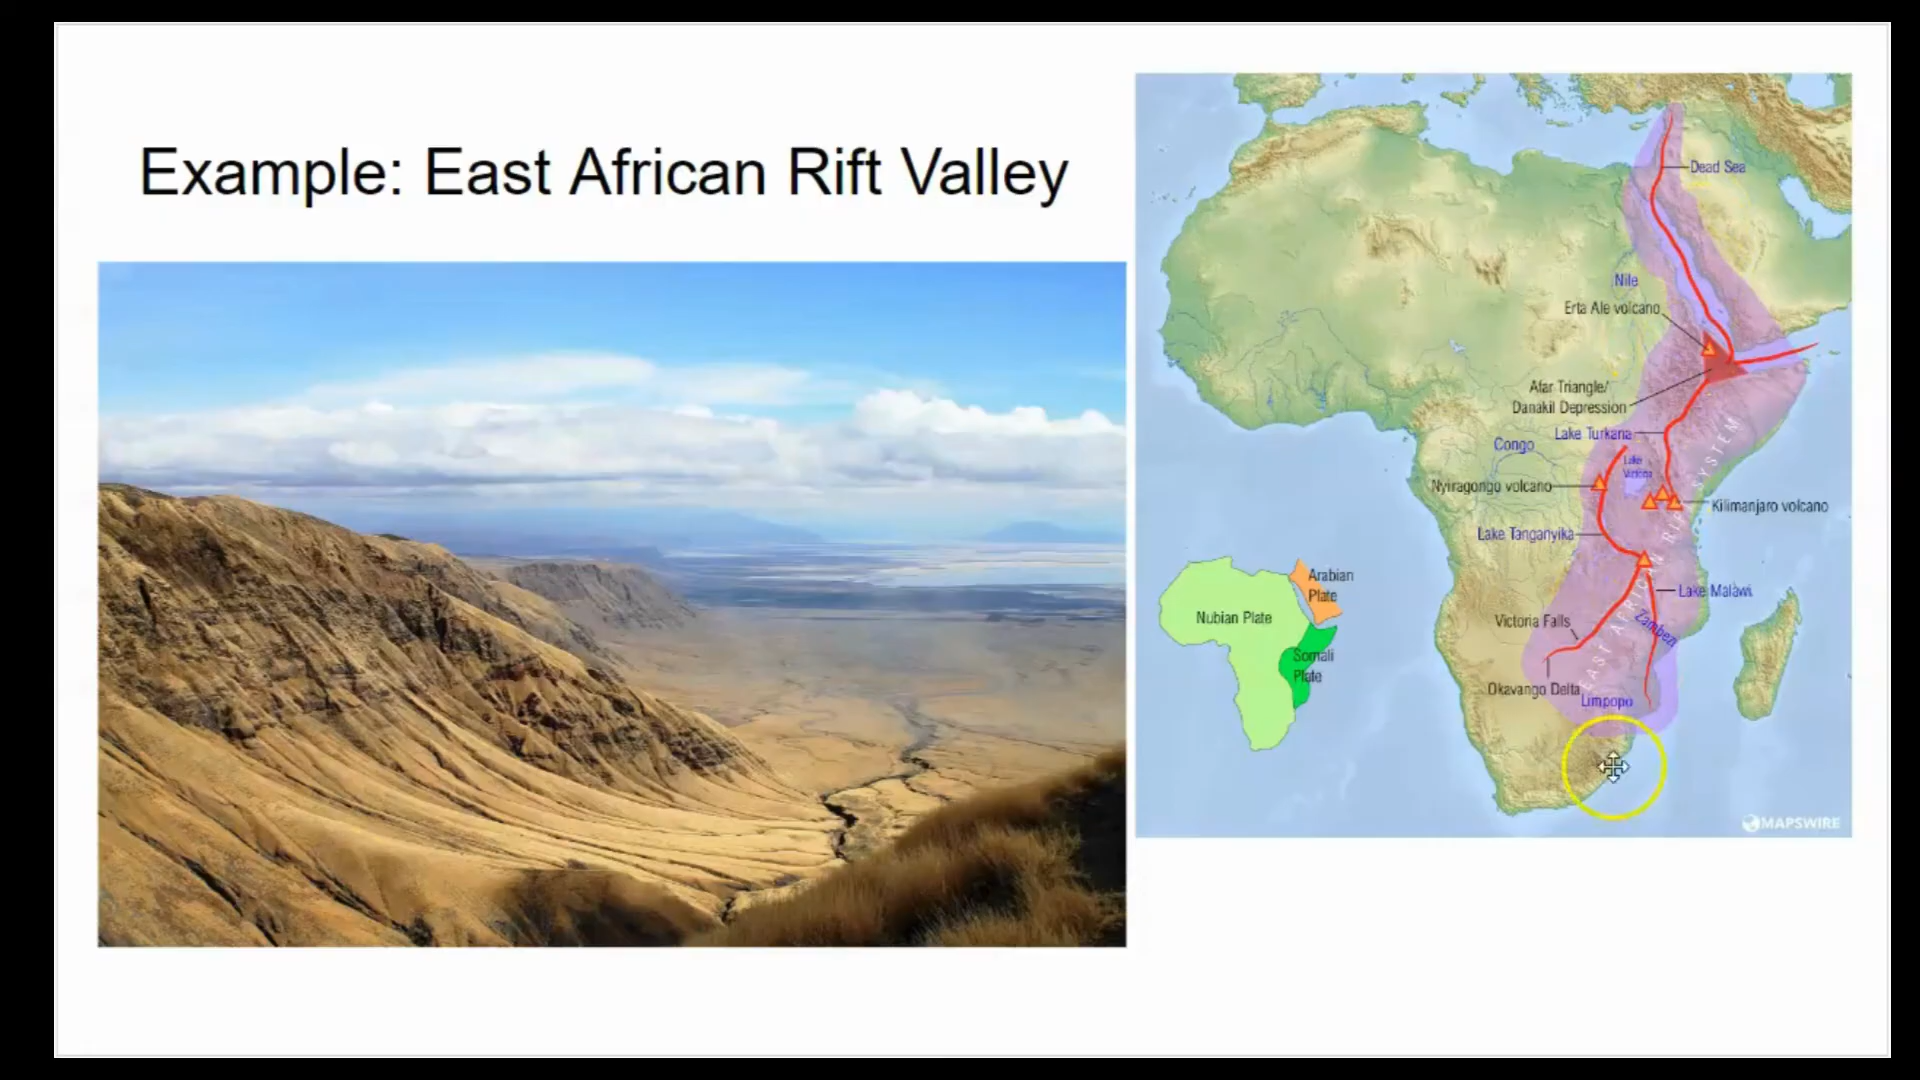 Example: East African Rift Valley
Dead Sea
Nile
Erta Ale volcano
Afar Triangle/
Danakil Depression
Lake Turkana
Congo
Lake
Victoria
Nyiragongo volcano
Kilimanjaro volcano
Lake Tanganyika
Lake Malawi
Victoria Falls
Zambezi
Okavango Delta
Limpopo
EAST AFRICAN RIFT SYSTEM
Arabian
Plate
Nubian Plate
Somali
Plate
MAPSWIRE